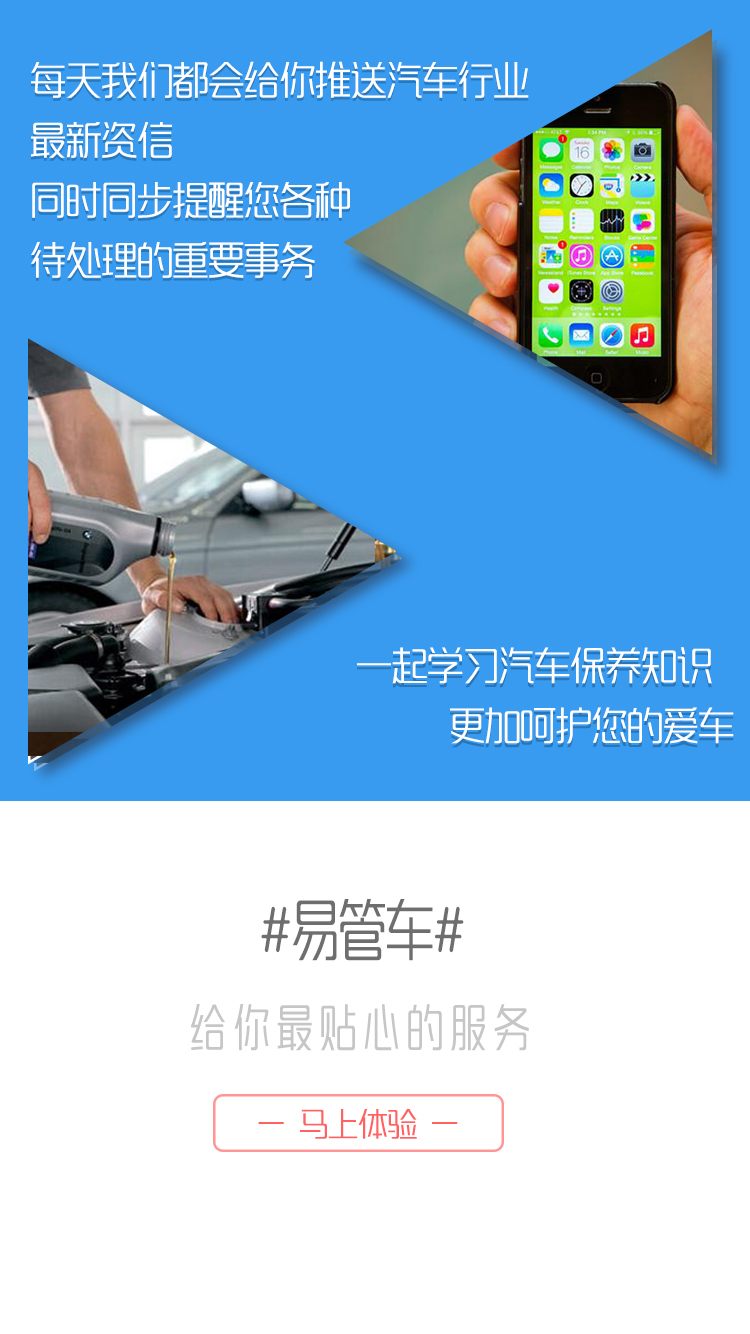 每天我们都会给你推送汽车行业
最新资信
同时同步提醒您各种
待处理的重要事务
一起学习汽车保养知识
更加呵护您的爱车
#易管车#
给你最贴心的服务
一 马上体验 一